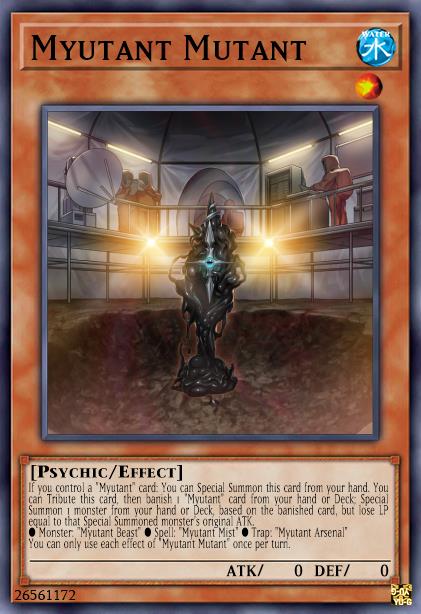 Myutant Mutant
WATER
水
[Psychic/Effect]
If you control a "Myutant" card: You can Special Summon this card from your hand. You
can Tribute this card, then banish 1 "Myutant" card from your hand or Deck; Special
Summon 1 monster from your hand or Deck, based on the banished card, but lose LP
equal to that Special Summoned monster's original ATK.
● Monster: "Myutant Beast" ● Spell: "Myutant Mist" ● Trap: "Myutant Arsenal"
You can only use each effect of "Myutant Mutant" once per turn.
ATK/ 0 DEF/ 0
26561172